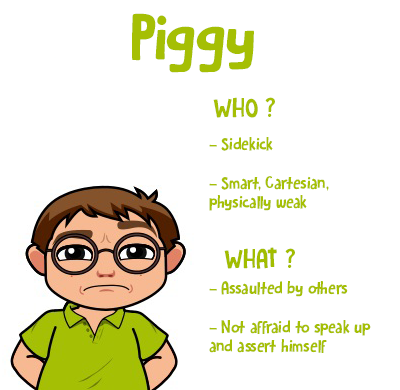 Piggy
WHO ?
- Sidekick
- Smart, Cartesian,
physically weak
WHAT ?
- Assaulted by others
- Not affraid to speak up
and assert himself